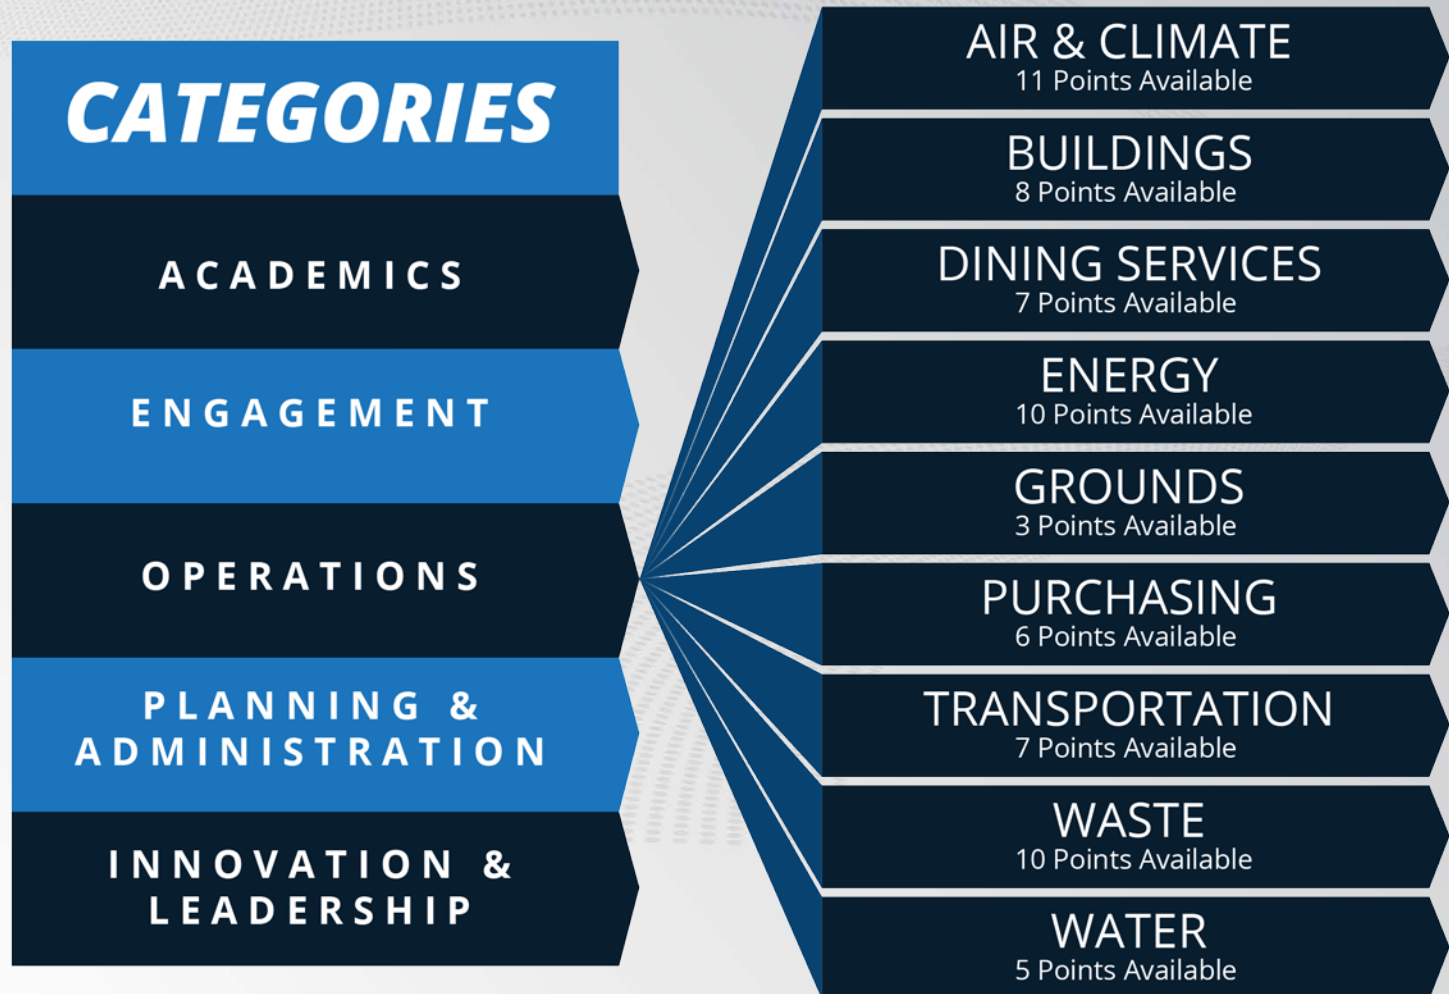 CATEGORIES
ACADEMICS
ENGAGEMENT
OPERATIONS
PLANNING &
ADMINISTRATION
INNOVATION &
LEADERSHIP
AIR & CLIMATE
11 Points Available
BUILDINGS
8 Points Available
DINING SERVICES
7 Points Available
ENERGY
10 Points Available
GROUNDS
3 Points Available
PURCHASING
6 Points Available
TRANSPORTATION
7 Points Available
WASTE
10 Points Available
WATER
5 Points Available